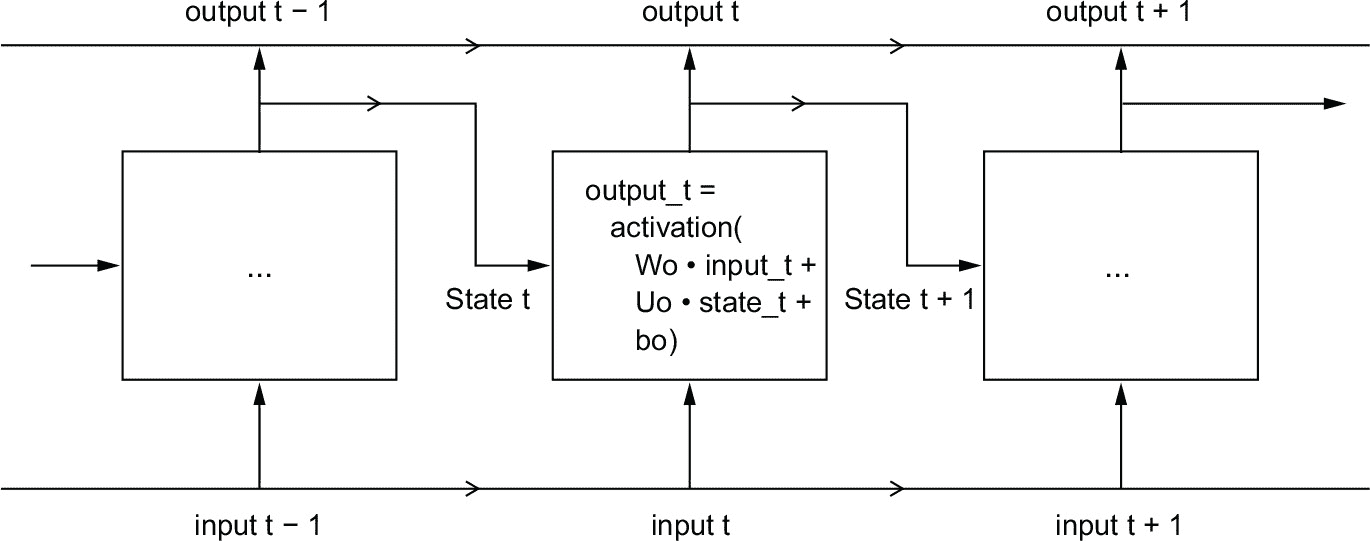 output t − 1
output t
output t + 1
...
output_t =
activation(
Wo • input_t +
Uo • state_t +
bo)
...
State t
State t + 1
input t − 1
input t
input t + 1